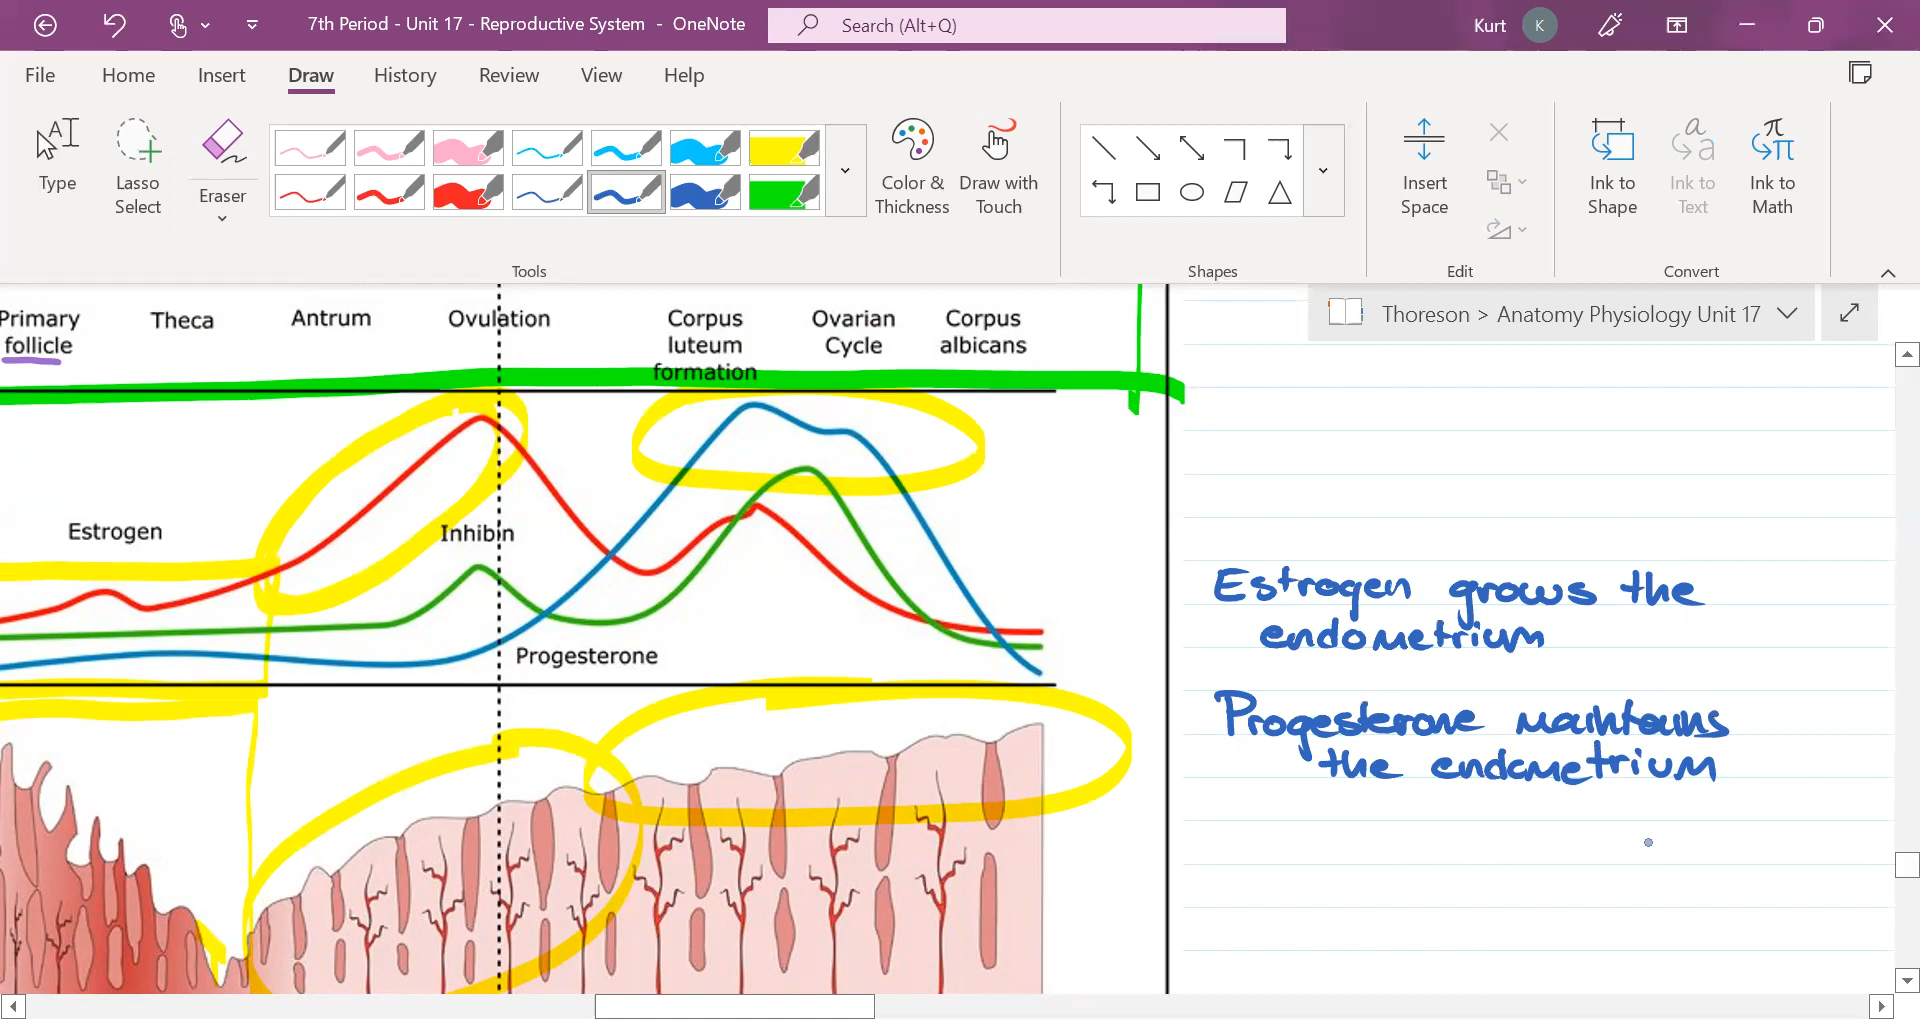 7th Period - Unit 17 - Reproductive System - OneNote
Search (Alt+Q)
Kurt
K
File
Home
Insert
Draw
History
Review
View
Help
Type
Lasso
Select
Eraser
Color &
Thickness
Draw with
Touch
Insert
Space
Ink to
Shape
Ink to
Text
Ink to
Math
Tools
Shapes
Edit
Convert
Thoreson > Anatomy Physiology Unit 17
Primary
follicle
Theca
Antrum
Ovulation
Corpus
luteum
formation
Ovarian
Cycle
Corpus
albicans
Estrogen
Inhibin
Progesterone
Estrogen grows the
endometrium
Progesterone maintains
the endometrium